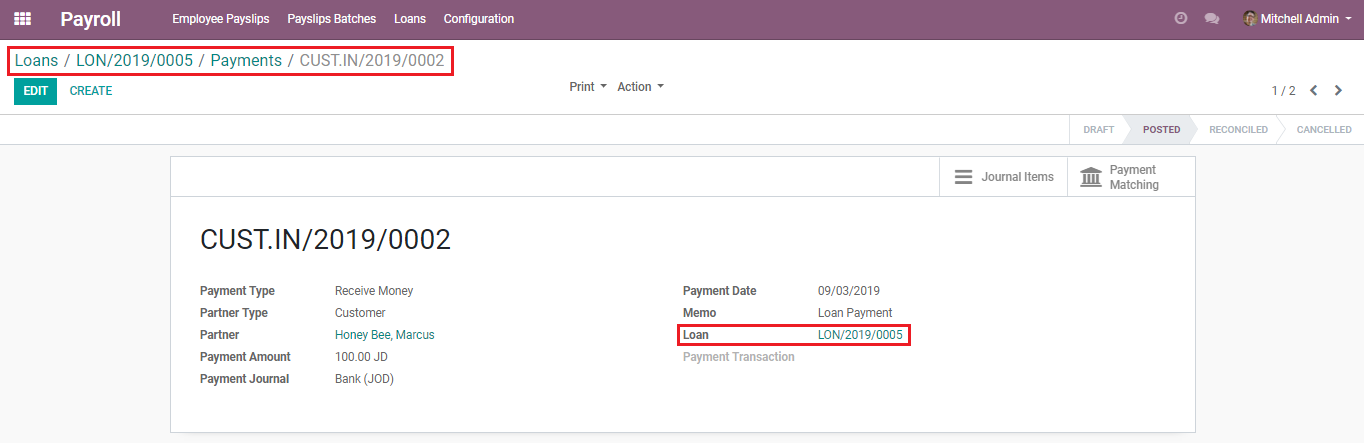 Payroll Employee Payslips Payslips Batches Loans Configuration Mitchell Admin
Loans / LON/2019/0005 / Payments / CUST.IN/2019/0002
EDIT CREATE Print Action 1 / 2
DRAFT POSTED RECONCILED CANCELLED
Journal Items
Payment
Matching
CUST.IN/2019/0002
Payment Type Receive Money
Partner Type Customer
Partner Honey Bee, Marcus
Payment Amount 100.00 JD
Payment Journal Bank (JOD)
Payment Date 09/03/2019
Memo Loan Payment
Loan LON/2019/0005
Payment Transaction